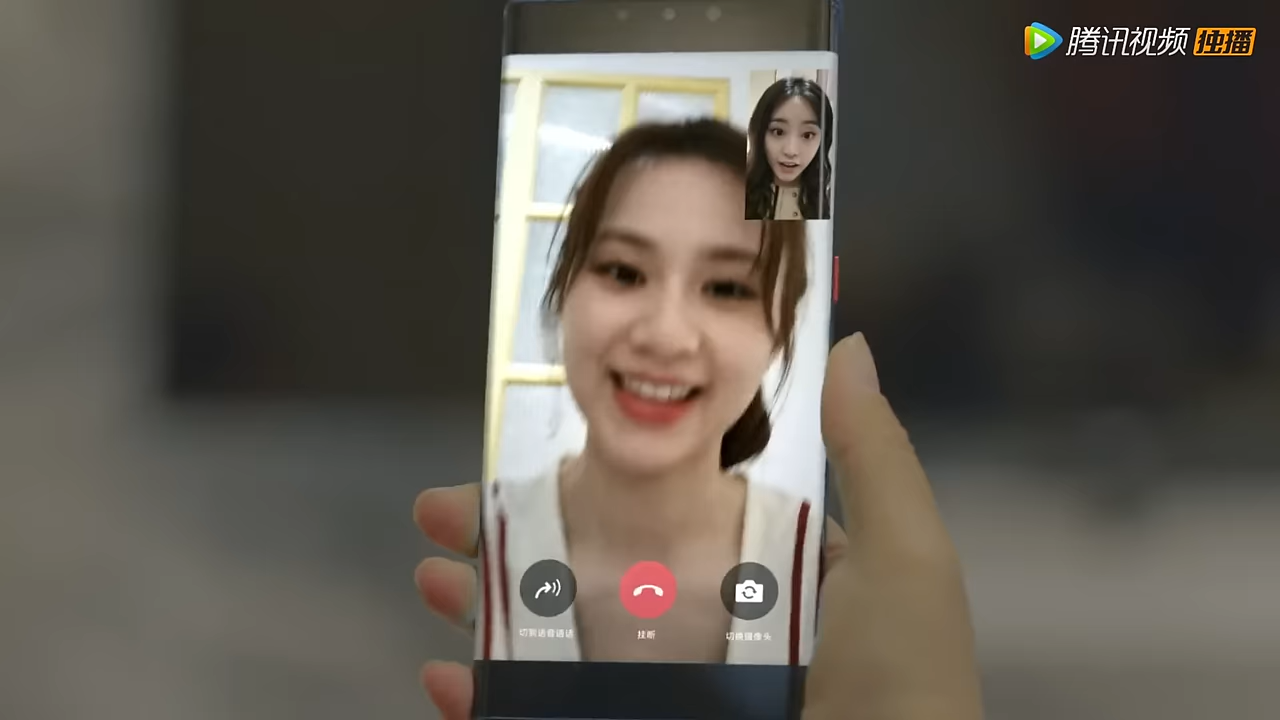 腾讯视频 独播
切到语音通话
挂断
切换摄像头